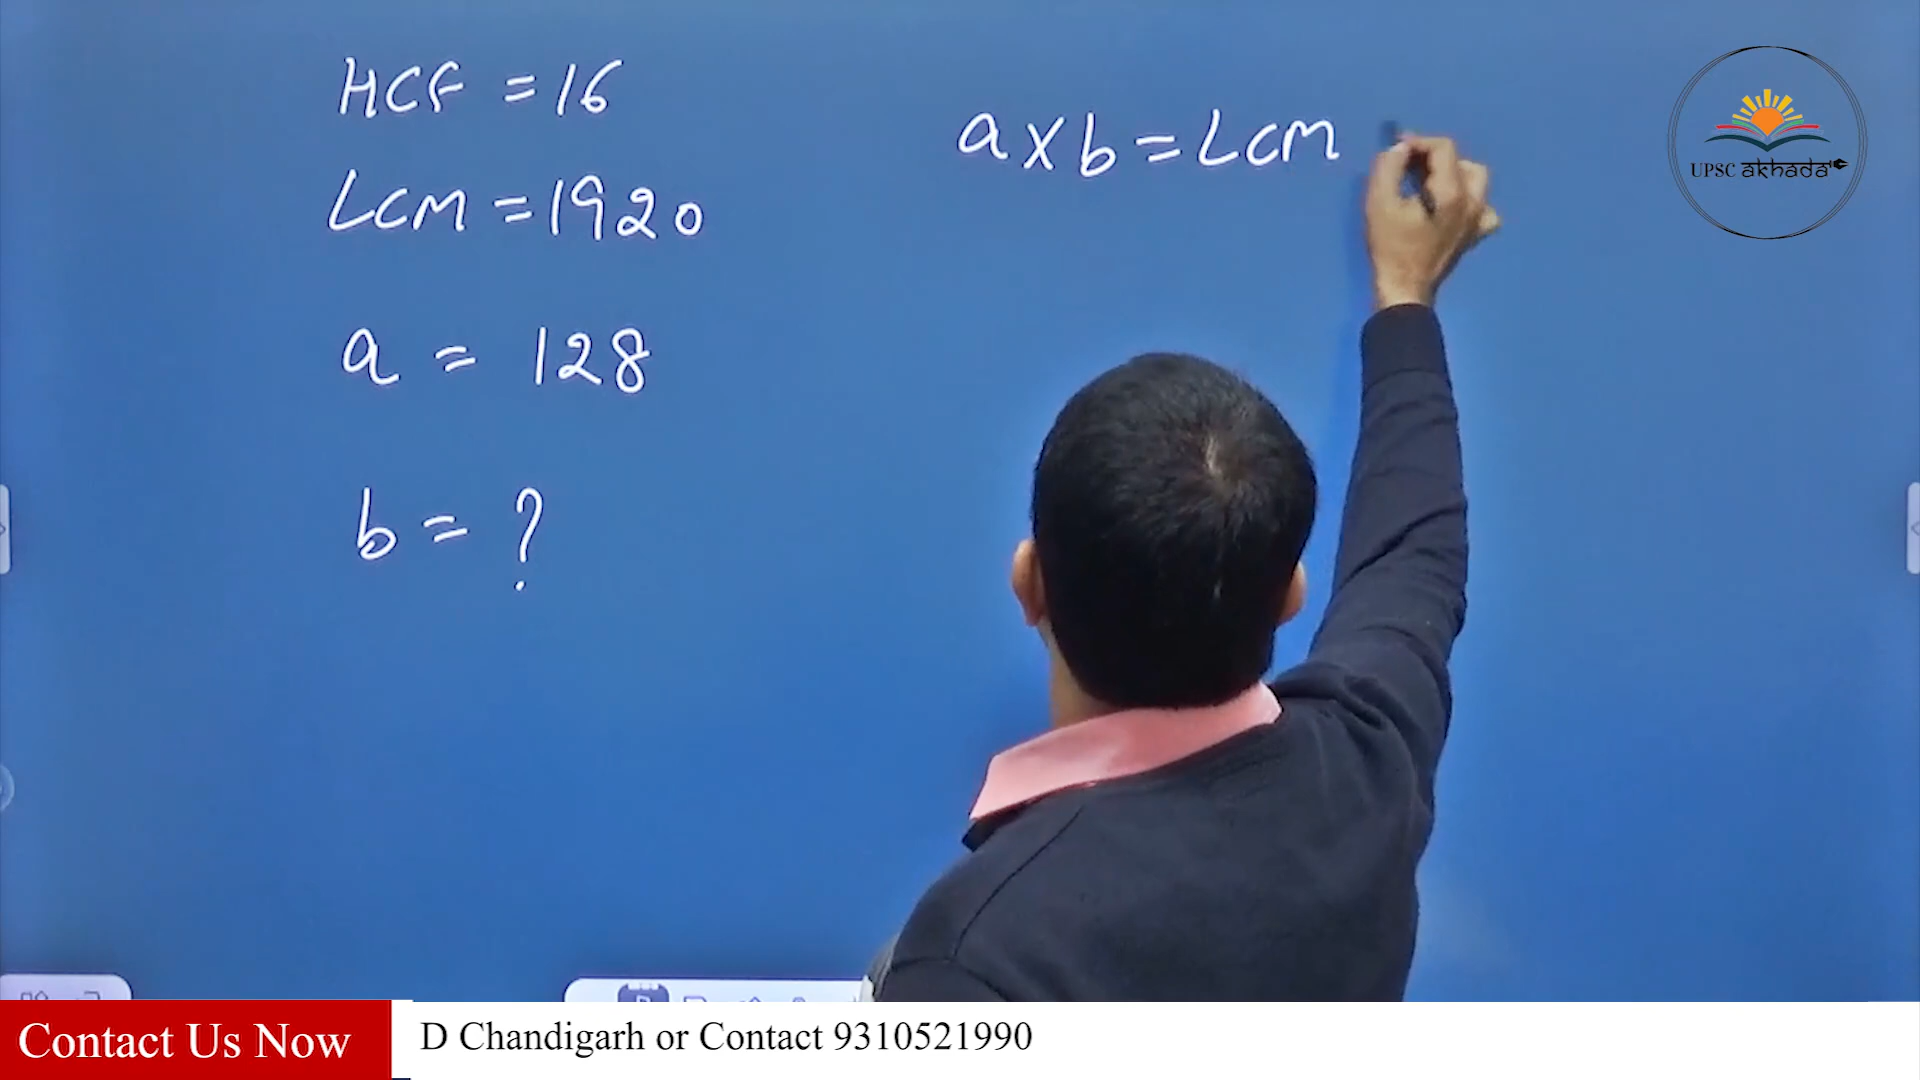 HCF = 16
LCM = 1920
a = 128
b = ?
a x b = LCM
UPSC akhada
Contact Us Now
D Chandigarh or Contact 9310521990